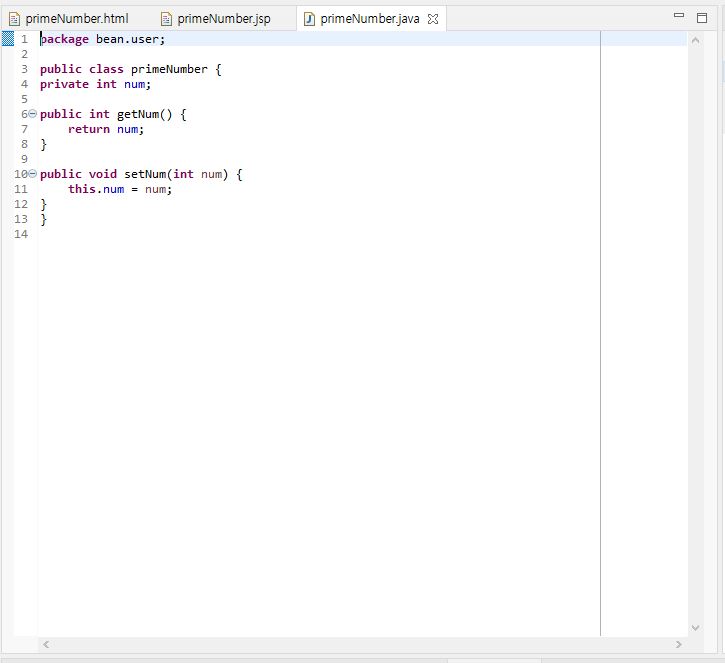 primeNumber.html primeNumber.jsp primeNumber.java
1 package bean.user;
2
3 public class primeNumber {
4 private int num;
5
6 public int getNum() {
7 return num;
8 }
9
10 public void setNum(int num) {
11 this.num = num;
12 }
13 }
14